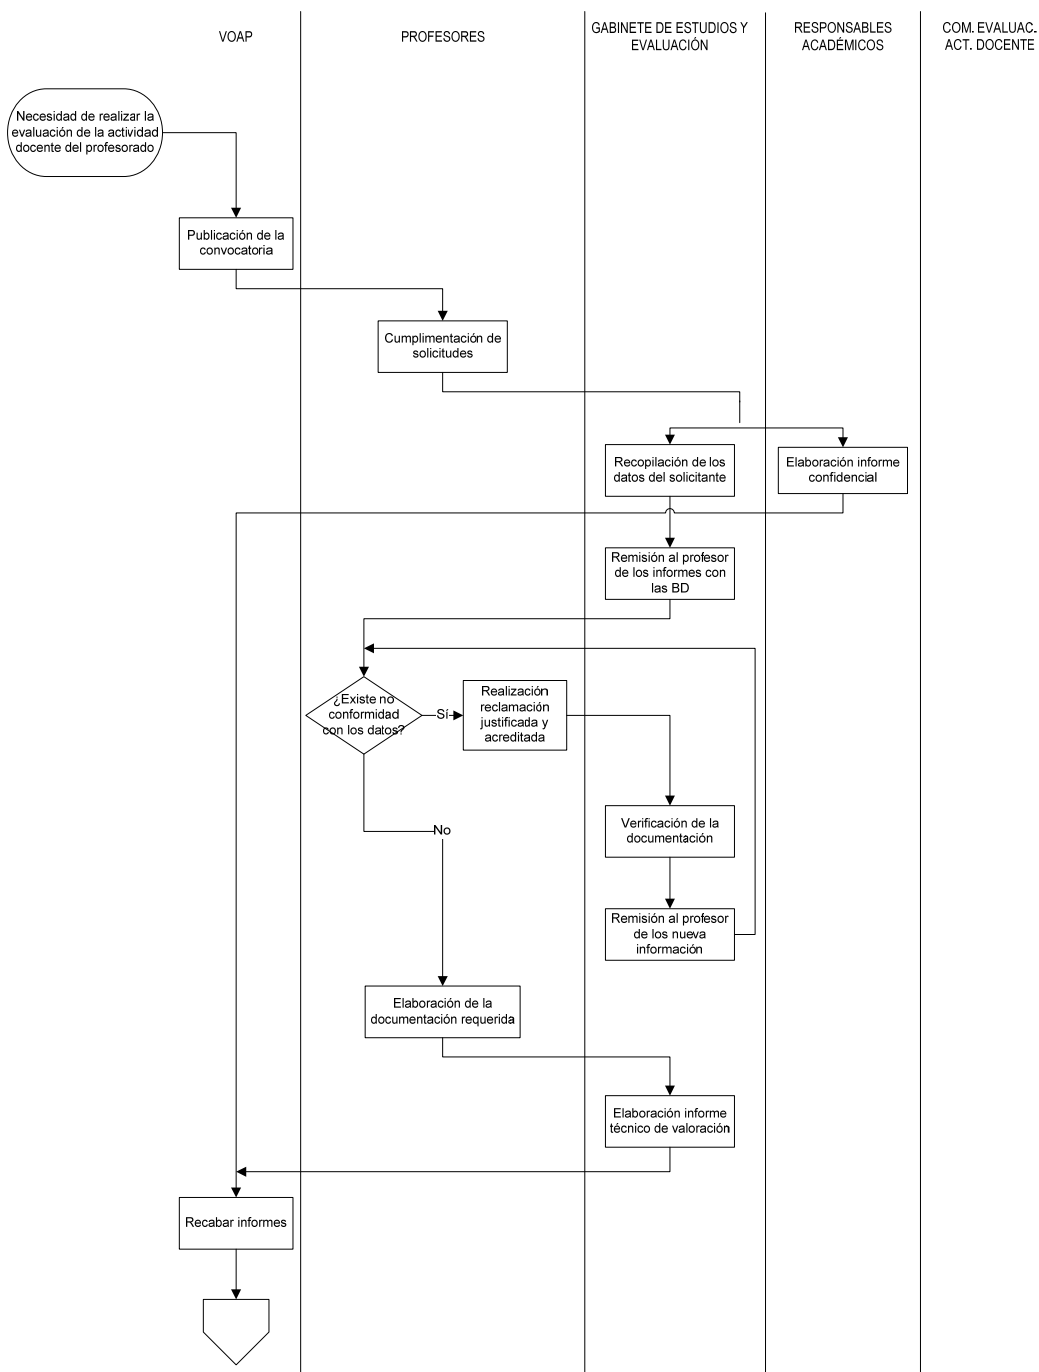 VOAP
PROFESORES
GABINETE DE ESTUDIOS Y
EVALUACIÓN
RESPONSABLES
ACADÉMICOS
COM. EVALUAC.
ACT. DOCENTE
Necesidad de realizar la
evaluación de la actividad
docente del profesorado
Publicación de la
convocatoria
Cumplimentación de
solicitudes
Recopilación de los
datos del solicitante
Elaboración informe
confidencial
Remisión al profesor
de los informes con
las BD
¿Existe no
conformidad
con los datos?
Sí
Realización
reclamación
justificada y
acreditada
Verificación de la
documentación
No
Remisión al profesor
de los nueva
información
Elaboración de la
documentación requerida
Elaboración informe
técnico de valoración
Recabar informes